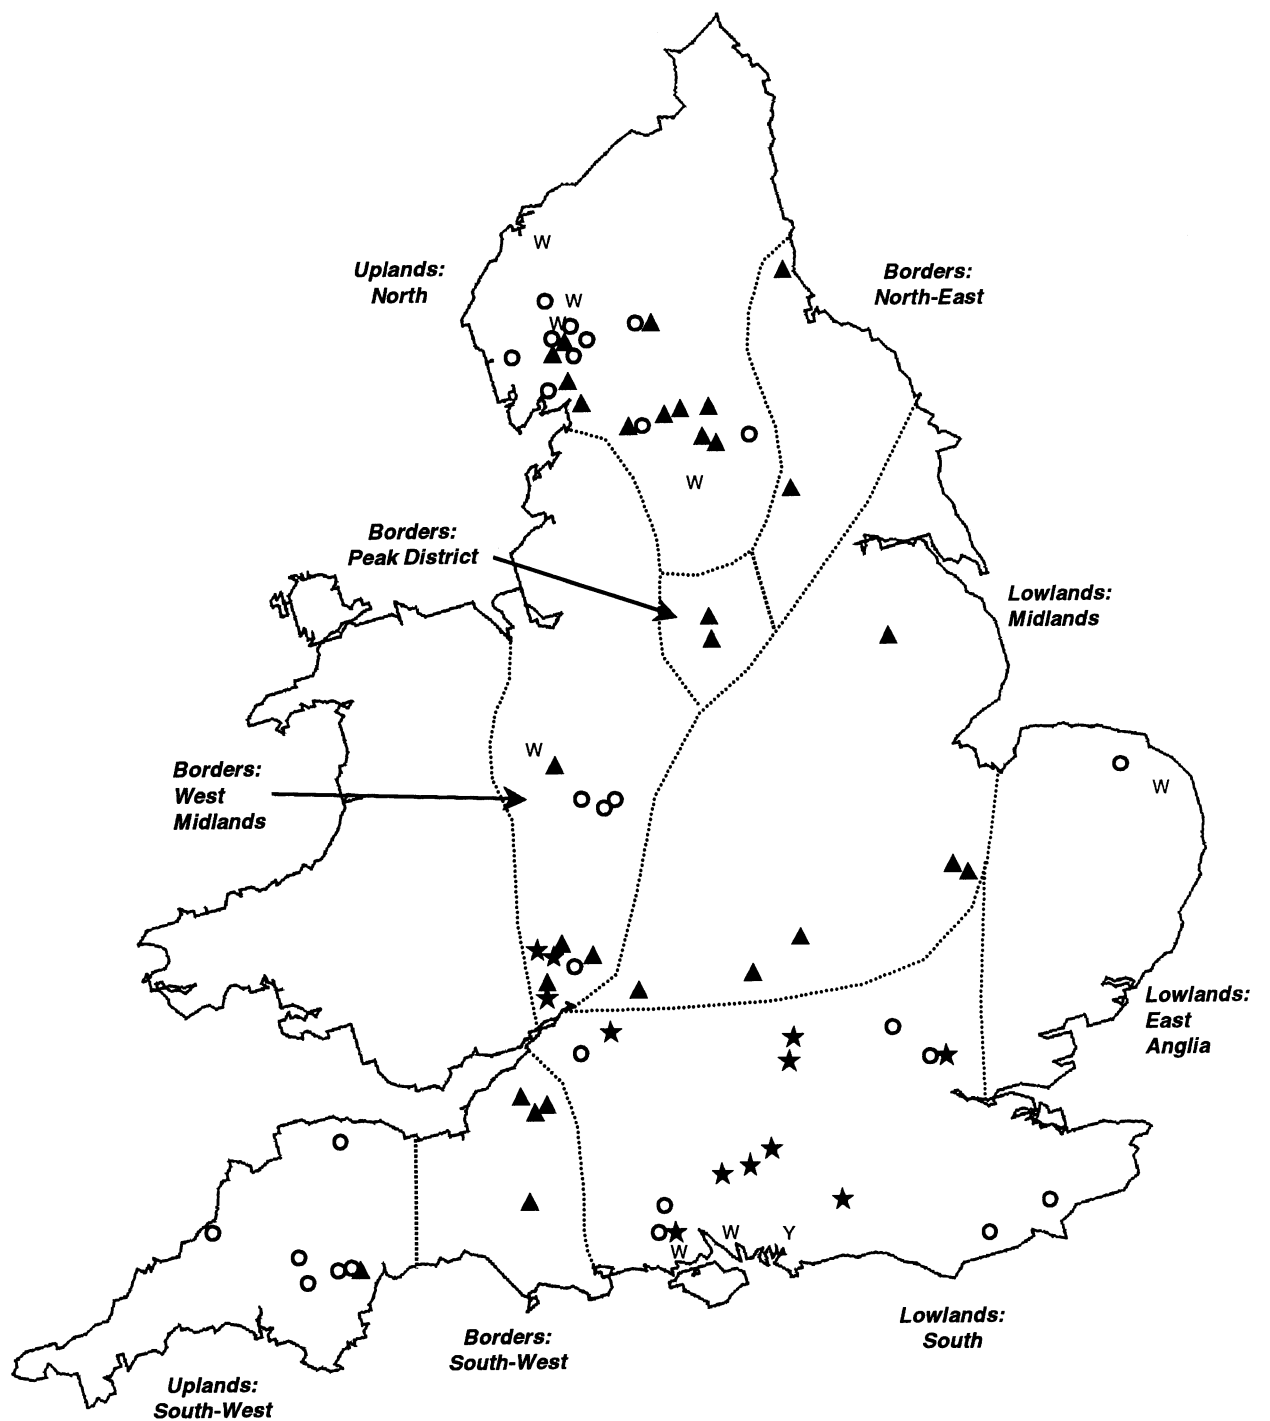 W
Uplands:
North
Borders:
North-East
W
W
W
Borders:
Peak District
Lowlands:
Midlands
W
Borders:
West
Midlands
W
Lowlands:
East
Anglia
W
W
Y
Lowlands:
South
Borders:
South-West
Uplands:
South-West